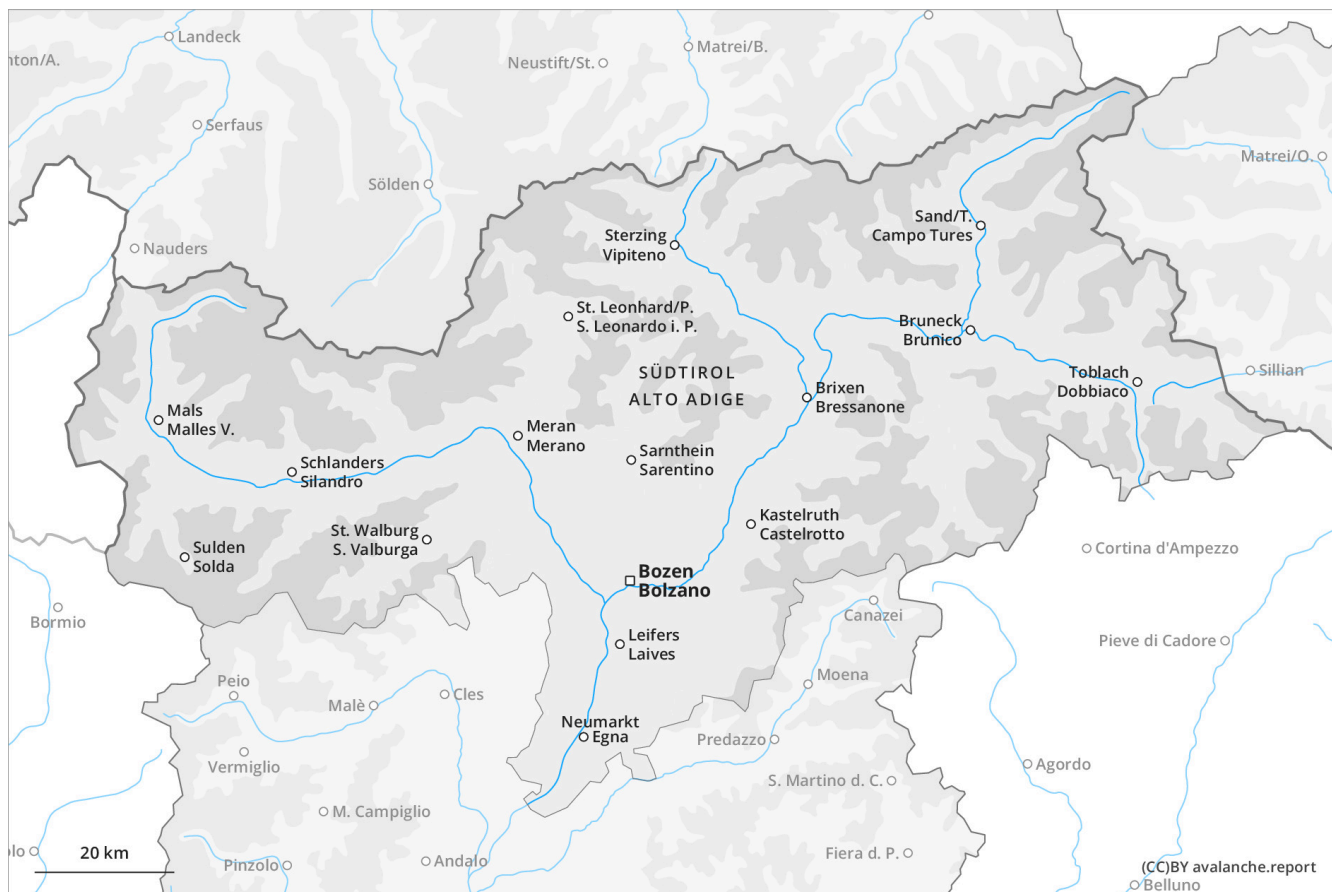 Landeck
nton/A.
Neustift/St.
Matrei/B.
Serfaus
Matrei/O.
Sölden
Nauders
Sand/T.
Campo Tures
Sterzing
Vipiteno
St. Leonhard/P.
S. Leonardo i. P.
Bruneck
Brunico
SÜDTIROL
ALTO ADIGE
Toblach
Dobbiaco
Sillian
Brixen
Bressanone
Mals
Malles V.
Meran
Merano
Schlanders
Silandro
Sarnthein
Sarentino
Kastelruth
Castelrotto
St. Walburg
S. Valburga
Sulden
Solda
Cortina d'Ampezzo
Bozen
Bolzano
Bormio
Canazei
Leifers
Laives
Pieve di Cadore
Peio
Malè
Cles
Moena
Neumarkt
Egna
Predazzo
Vermiglio
Agordo
S. Martino d. C.
M. Campiglio
20 km
olo
Pinzolo
Andalo
Fiera d. P.
(CC)BY avalanche.report
Belluno